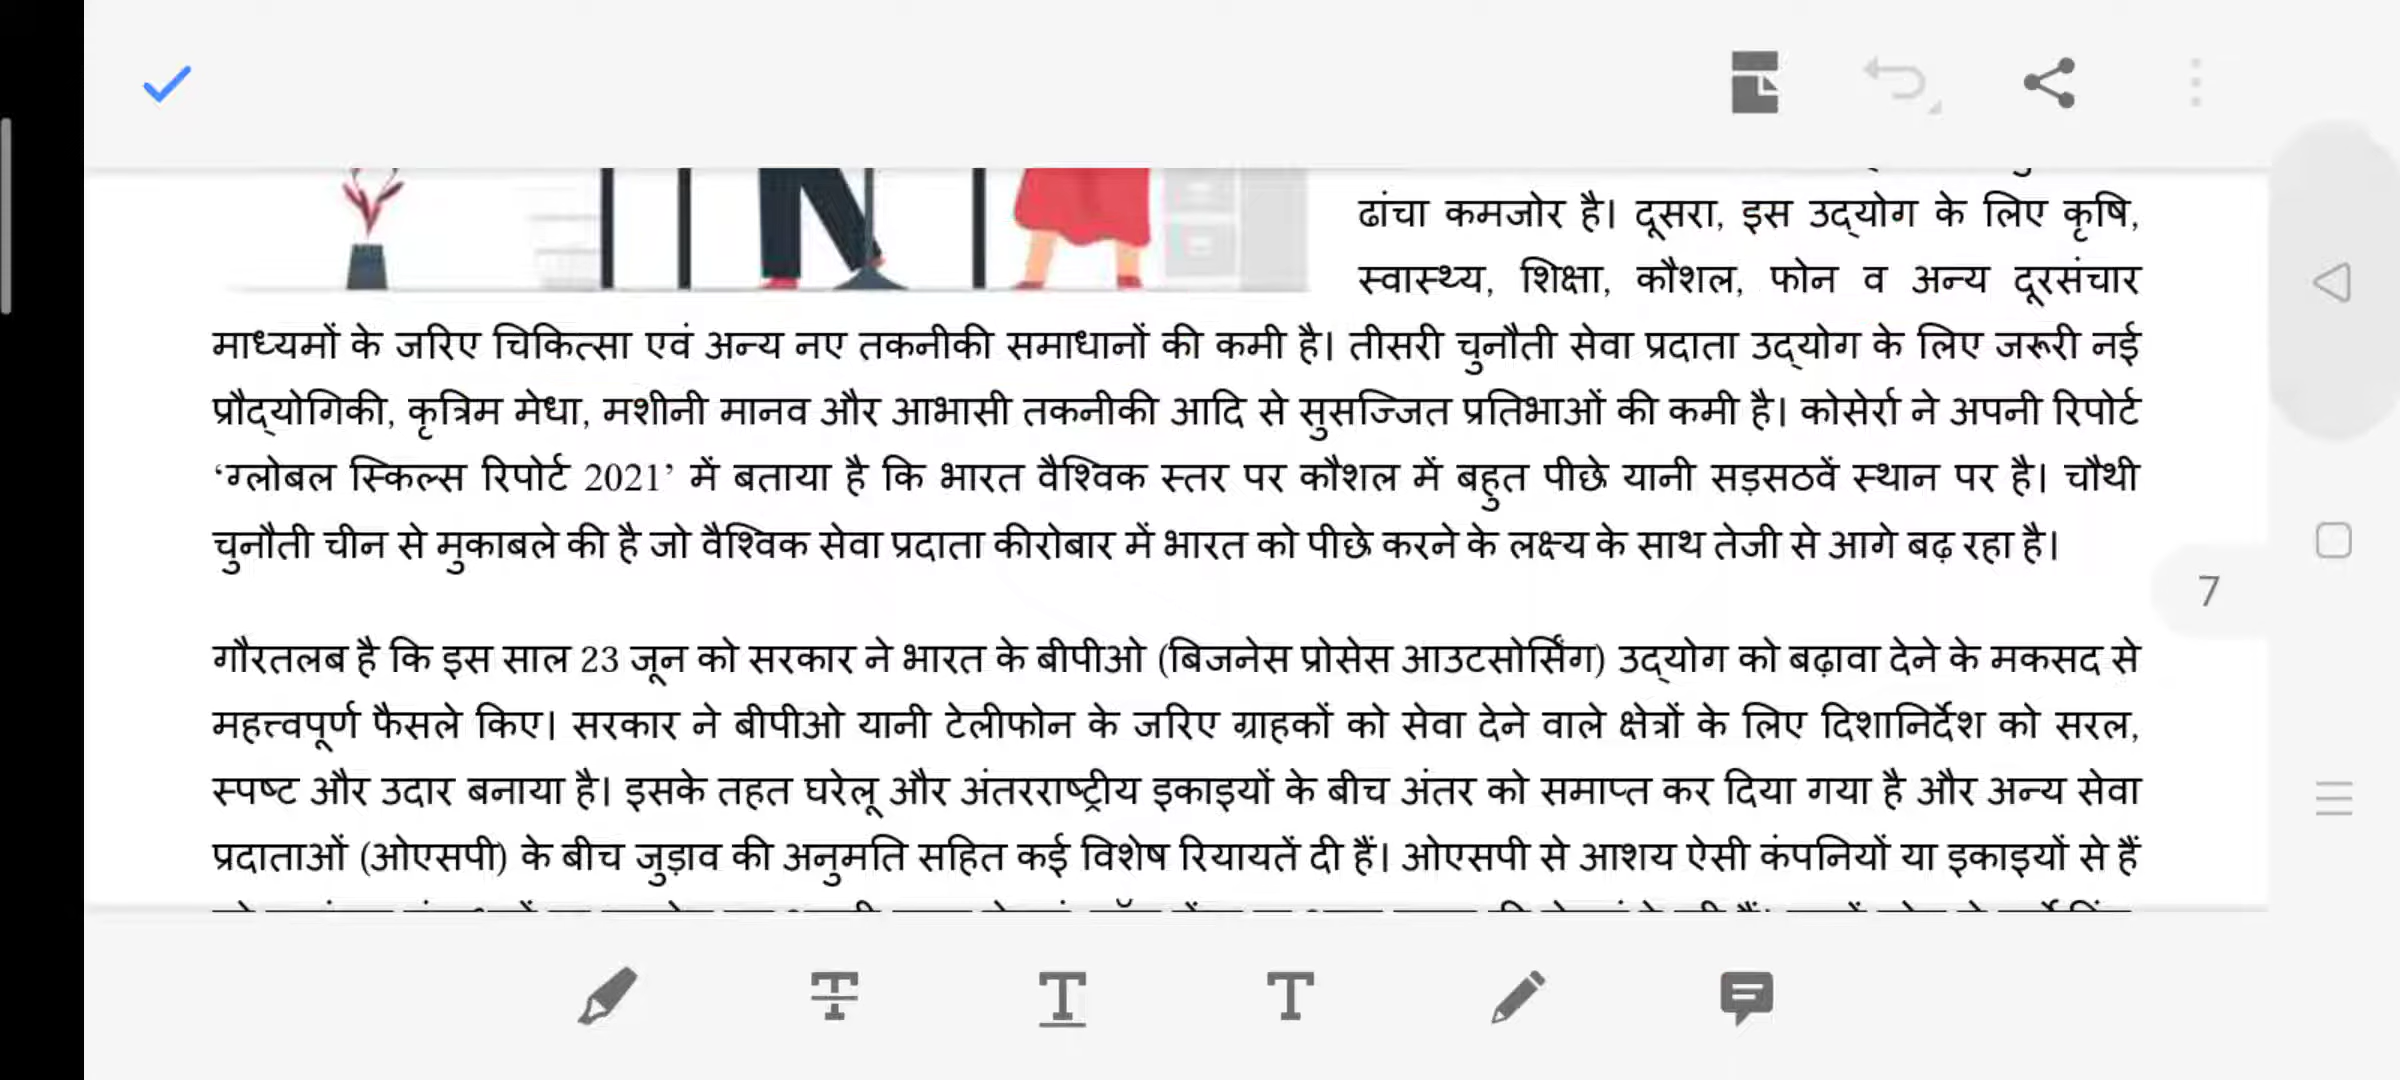 ढांचा कमजोर है। दूसरा, इस उद्योग के लिए कृषि,
स्वास्थ्य, शिक्षा, कौशल, फोन व अन्य दूरसंचार
माध्यमों के जरिए चिकित्सा एवं अन्य नए तकनीकी समाधानों की कमी है। तीसरी चुनौती सेवा प्रदाता उद्योग के लिए जरूरी नई
प्रौद्योगिकी, कृत्रिम मेधा, मशीनी मानव और आभासी तकनीकी आदि से सुसज्जित प्रतिभाओं की कमी है। कोसेर्रा ने अपनी रिपोर्ट
‘ग्लोबल स्किल्स रिपोर्ट 2021’ में बताया है कि भारत वैश्विक स्तर पर कौशल में बहुत पीछे यानी सड़सठवें स्थान पर है। चौथी
चुनौती चीन से मुकाबले की है जो वैश्विक सेवा प्रदाता कीरोबार में भारत को पीछे करने के लक्ष्य के साथ तेजी से आगे बढ़ रहा है।
7
गौरतलब है कि इस साल 23 जून को सरकार ने भारत के बीपीओ (बिजनेस प्रोसेस आउटसोर्सिंग) उद्योग को बढ़ावा देने के मकसद से
महत्त्वपूर्ण फैसले किए। सरकार ने बीपीओ यानी टेलीफोन के जरिए ग्राहकों को सेवा देने वाले क्षेत्रों के लिए दिशानिर्देश को सरल,
स्पष्ट और उदार बनाया है। इसके तहत घरेलू और अंतरराष्ट्रीय इकाइयों के बीच अंतर को समाप्त कर दिया गया है और अन्य सेवा
प्रदाताओं (ओएसपी) के बीच जुड़ाव की अनुमति सहित कई विशेष रियायतें दी हैं। ओएसपी से आशय ऐसी कंपनियों या इकाइयों से हैं